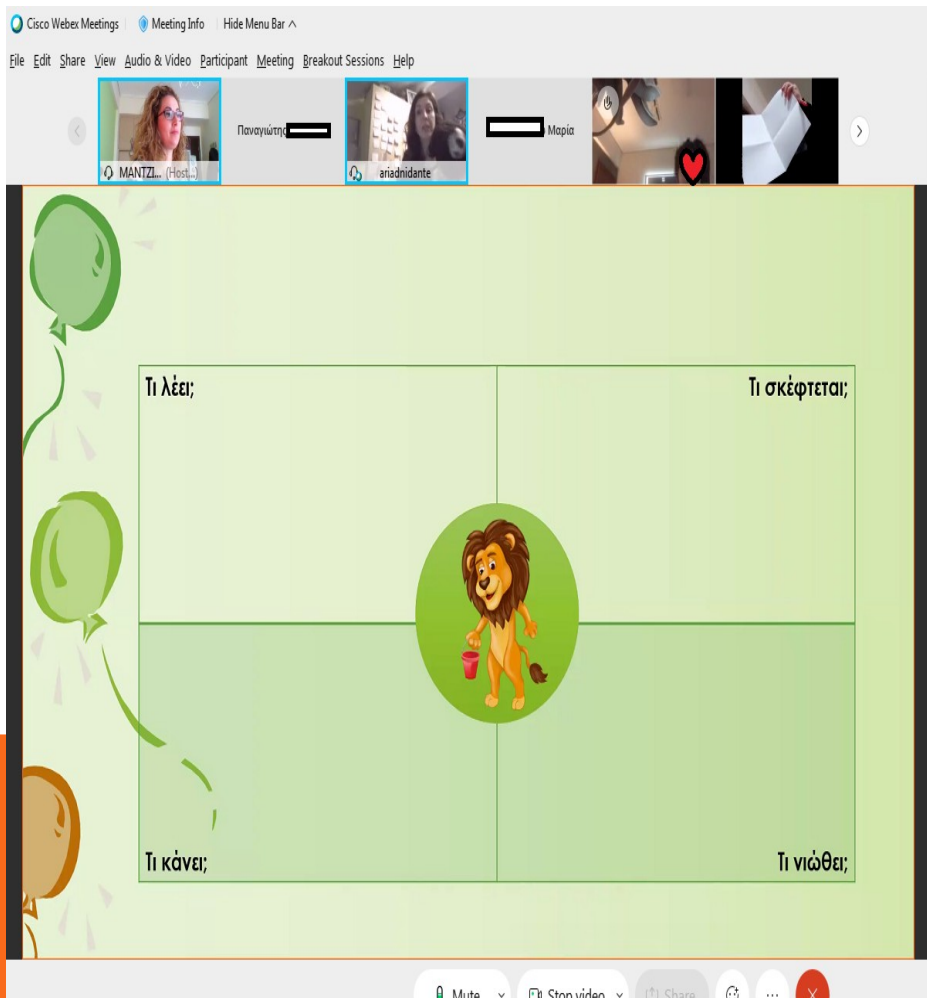 Cisco Webex Meetings Meeting Info Hide Menu Bar
File Edit Share View Audio & Video Participant Meeting Breakout Sessions Help
Παναγιώτης
Μαρία
MANTZI... (Host...)
ariadnidante
Τι λέει;
Τι σκέφτεται;
Τι κάνει;
Τι νιώθει;
Mute Stop video Share